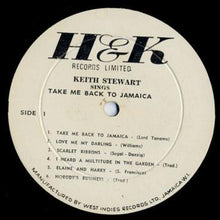 H&K
RECORDS LIMITED
KEITH STEWART
SINGS
TAKE ME BACK TO JAMAICA
SIDE 1
1. TAKE ME BACK TO JAMAICA - (Lord Tanamo)
2. LOVE ME MY DARLING - (Williams)
3. SCARLET RIBBONS - (Segal - Danzig)
4. I HEARD A MULTITUDE IN THE GARDEN - (Trad.)
5. ELAINE AND HARRY - (S. Francique)
6. NOBODY'S BUSINESS - (Trad.)
MANUFACTURED BY WEST INDIES RECORDS LTD. JAMAICA W.I.